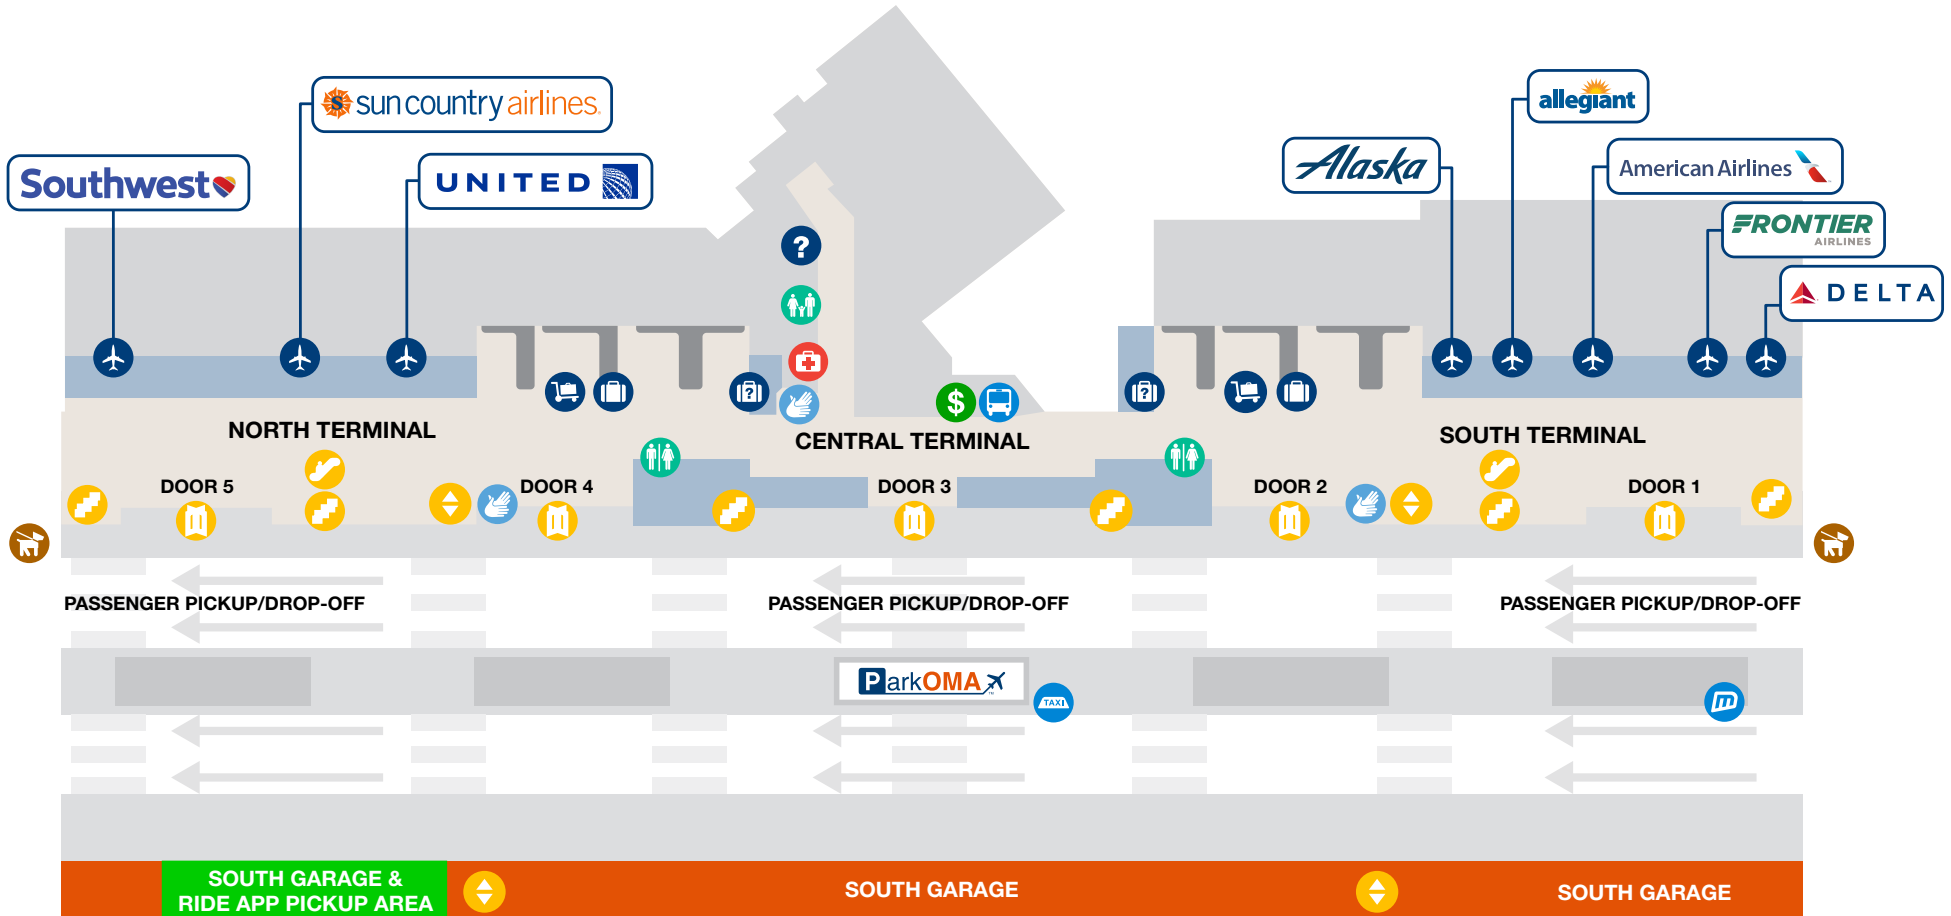 sun country airlines
Southwest
UNITED
allegiant
Alaska
American Airlines
FRONTIER
AIRLINES
DELTA
?
?
?
$
NORTH TERMINAL
CENTRAL TERMINAL
SOUTH TERMINAL
DOOR 5
DOOR 4
DOOR 3
DOOR 2
DOOR 1
PASSENGER PICKUP/DROP-OFF
PASSENGER PICKUP/DROP-OFF
PASSENGER PICKUP/DROP-OFF
ParkOMA
TAXI
m
SOUTH GARAGE &
RIDE APP PICKUP AREA
SOUTH GARAGE
SOUTH GARAGE